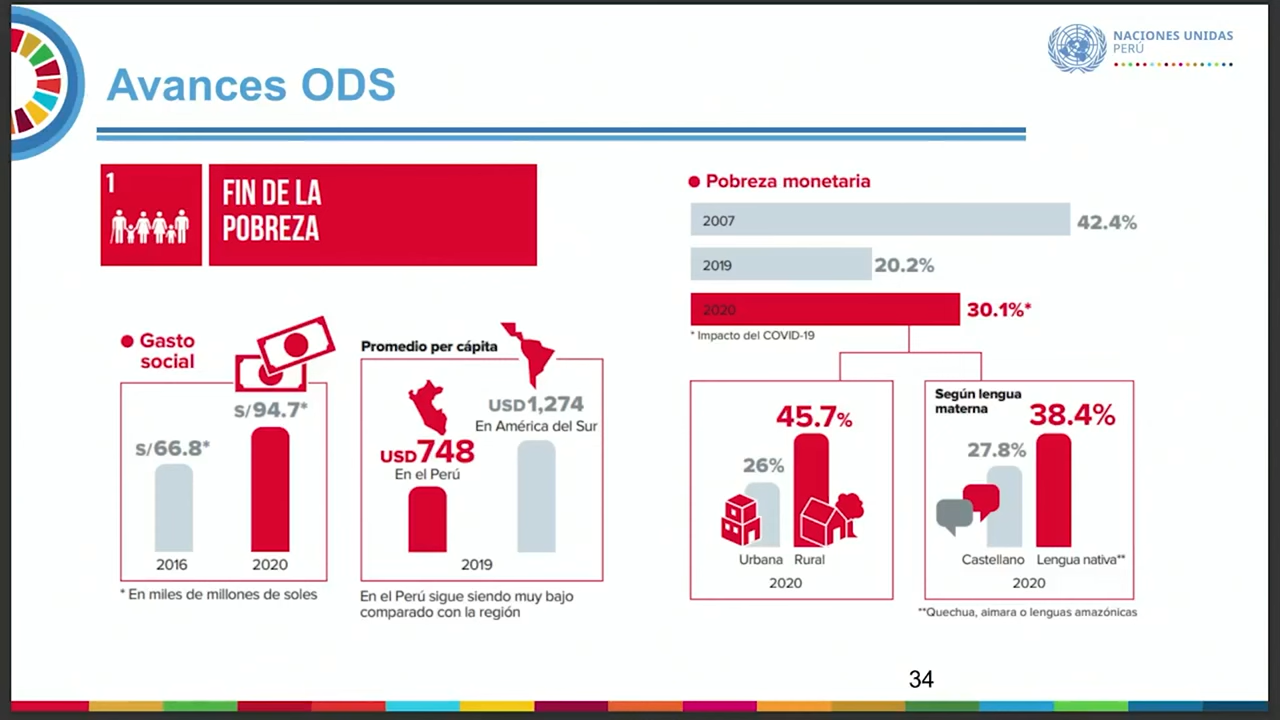 NACIONES UNIDAS
PERÚ
Avances ODS
1
FIN DE LA
POBREZA
Gasto
social
S/66.8*
S/94.7*
2016
2020
* En miles de millones de soles
Promedio per cápita
USD748
En el Perú
USD1,274
En América del Sur
2019
En el Perú sigue siendo muy bajo
comparado con la región
Pobreza monetaria
2007
42.4%
2019
20.2%
2020
30.1%*
* Impacto del COVID-19
26%
45.7%
Urbana
Rural
2020
Según lengua
materna
27.8%
38.4%
Castellano
Lengua nativa**
2020
**Quechua, aimara o lenguas amazónicas
34